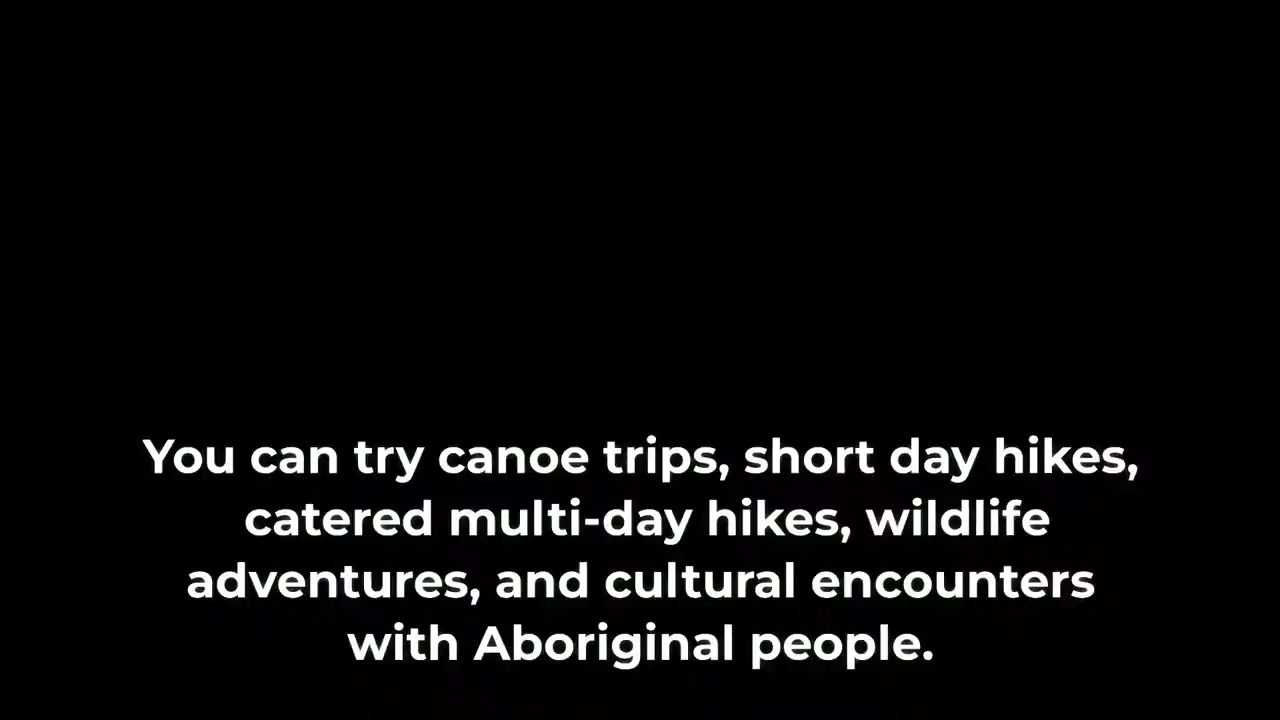 You can try canoe trips, short day hikes,
catered multi-day hikes, wildlife
adventures, and cultural encounters
with Aboriginal people.